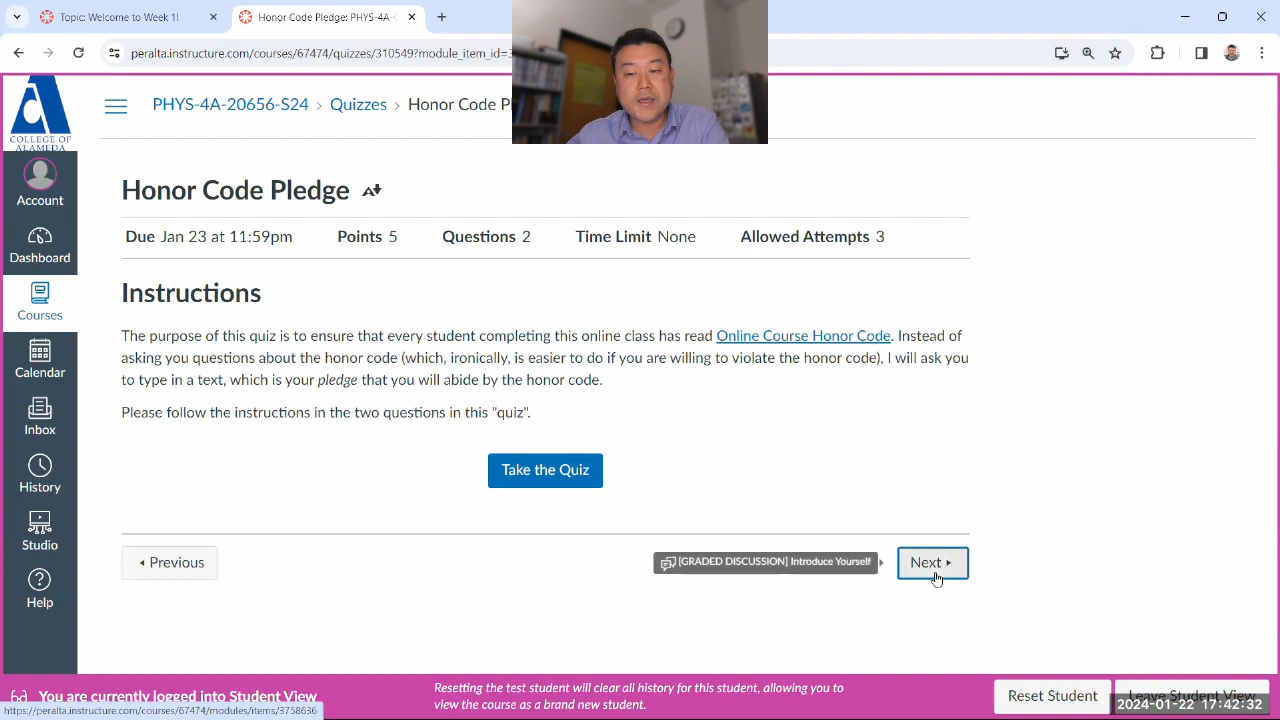 Welcome to PHYS 4A
Honor Code Pledge: PHYS-4A-
peralta.instructure.com/courses/67474/quizzes/310549?module_item_id=3
COLLEGE OF
ALAMEDA
PHYS-4A-20656-S24 › Quizzes › Honor Code P
Account
Dashboard
Courses
Calendar
Inbox
History
Studio
Help
Honor Code Pledge
Due Jan 23 at 11:59pm Points 5 Questions 2 Time Limit None Allowed Attempts 3
Instructions
The purpose of this quiz is to ensure that every student completing this online class has read Online Course Honor Code. Instead of
asking you questions about the honor code (which, ironically, is easier to do if you are willing to violate the honor code), I will ask you
to type in a text, which is your pledge that you will abide by the honor code.
Please follow the instructions in the two questions in this "quiz".
Take the Quiz
Previous
[GRADED DISCUSSION] Introduce Yourself
Next
You are currently logged into Student View
Resetting the test student will clear all history for this student, allowing you to
view the course as a brand new student.
Reset Student
Leave Student View
https://peralta.instructure.com/courses/67474/modules/items/3758636
2024-01-22 17:42:32